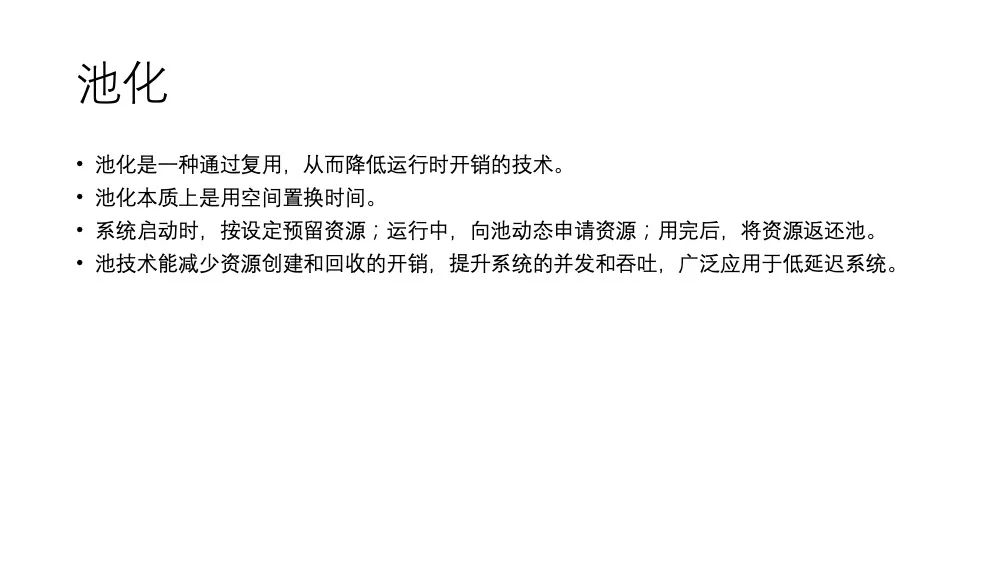 池化
• 池化是一种通过复用，从而降低运行时开销的技术。
• 池化本质上是用空间置换时间。
• 系统启动时，按设定预留资源；运行中，向池动态申请资源；用完后，将资源返还池。
• 池技术能减少资源创建和回收的开销，提升系统的并发和吞吐，广泛应用于低延迟系统。